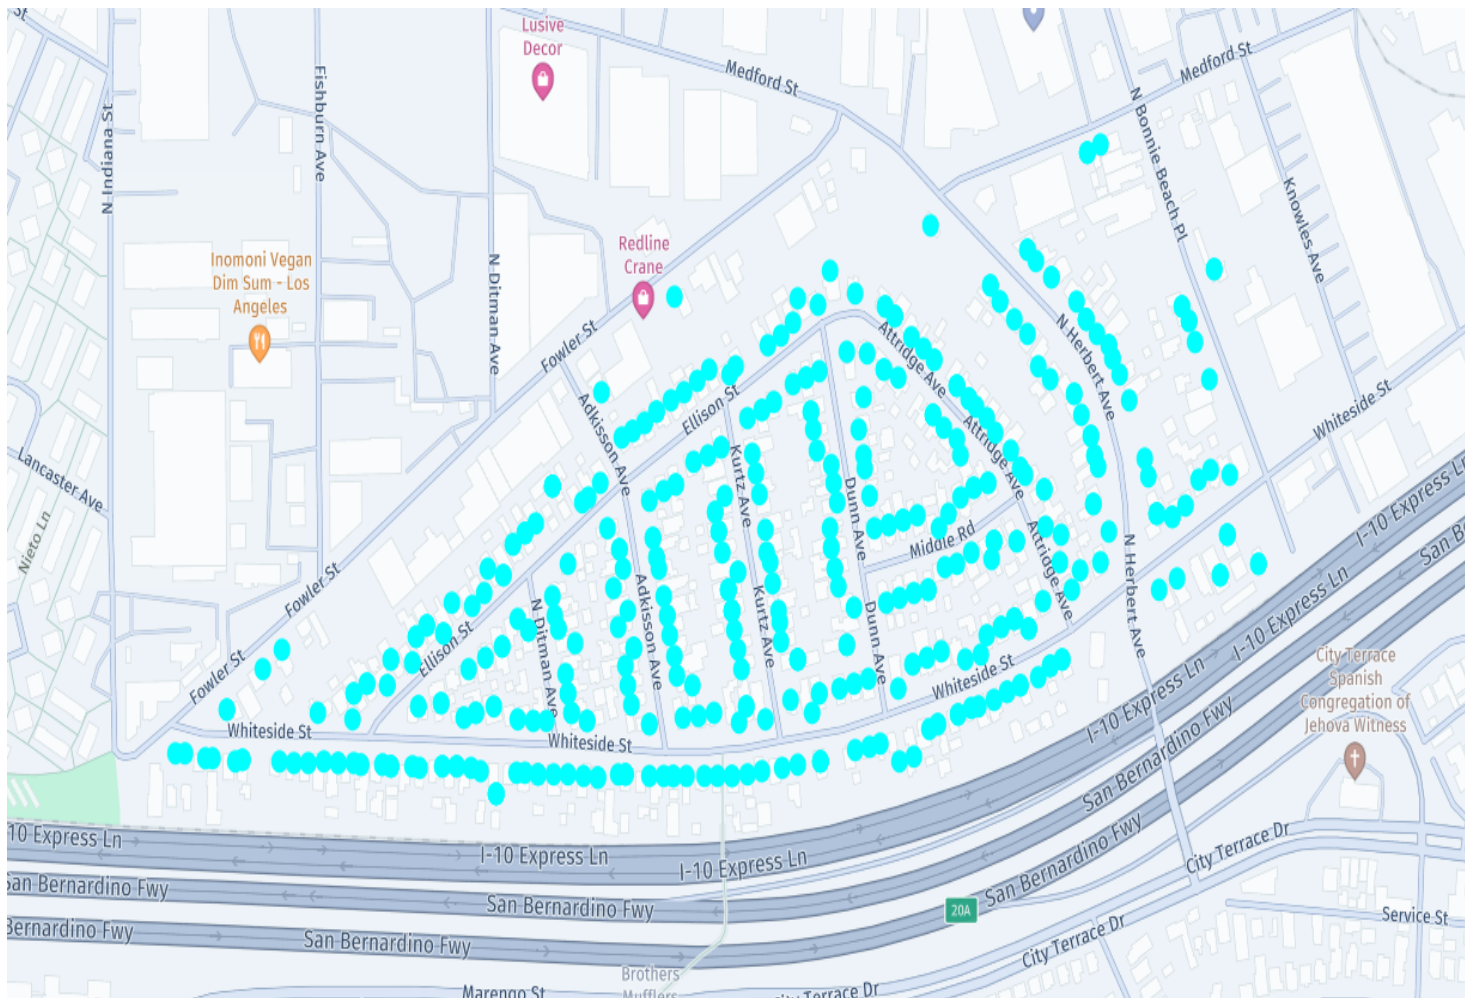 St
Lusive
Decor
Medford St
Medford St
N Indiana St
Fishburn Ave
N Bonnie Beach Pl
Knowles Ave
Redline
Crane
Inomoni Vegan
Dim Sum - Los
Angeles
N Ditman Ave
Fowler St
Attridge Ave
N Herbert Ave
Ellison St
Adkisson Ave
Whiteside St
Lancaster Ave
Kurtz Ave
Attridge Ave
Dunn Ave
I-10 Express Ln
San Be
Nieto Ln
Middle Rd
Attridge Ave
N Herbert Ave
Fowler St
I-10 Express Ln
Adkisson Ave
Kurtz Ave
Dunn Ave
N Ditman Ave
Ellison St
Fowler St
Whiteside St
I-10 Express Ln
City Terrace
Spanish
Congregation of
Jehova Witness
Whiteside St
Whiteside St
San Bernardino Fwy
10 Express Ln
I-10 Express Ln
I-10 Express Ln
San Bernardino Fwy
City Terrace Dr
San Bernardino Fwy
San Bernardino Fwy
20A
Service St
Bernardino Fwy
San Bernardino Fwy
City Terrace Dr
Brothers
Mufflers
Marengo St
City Terrace Dr